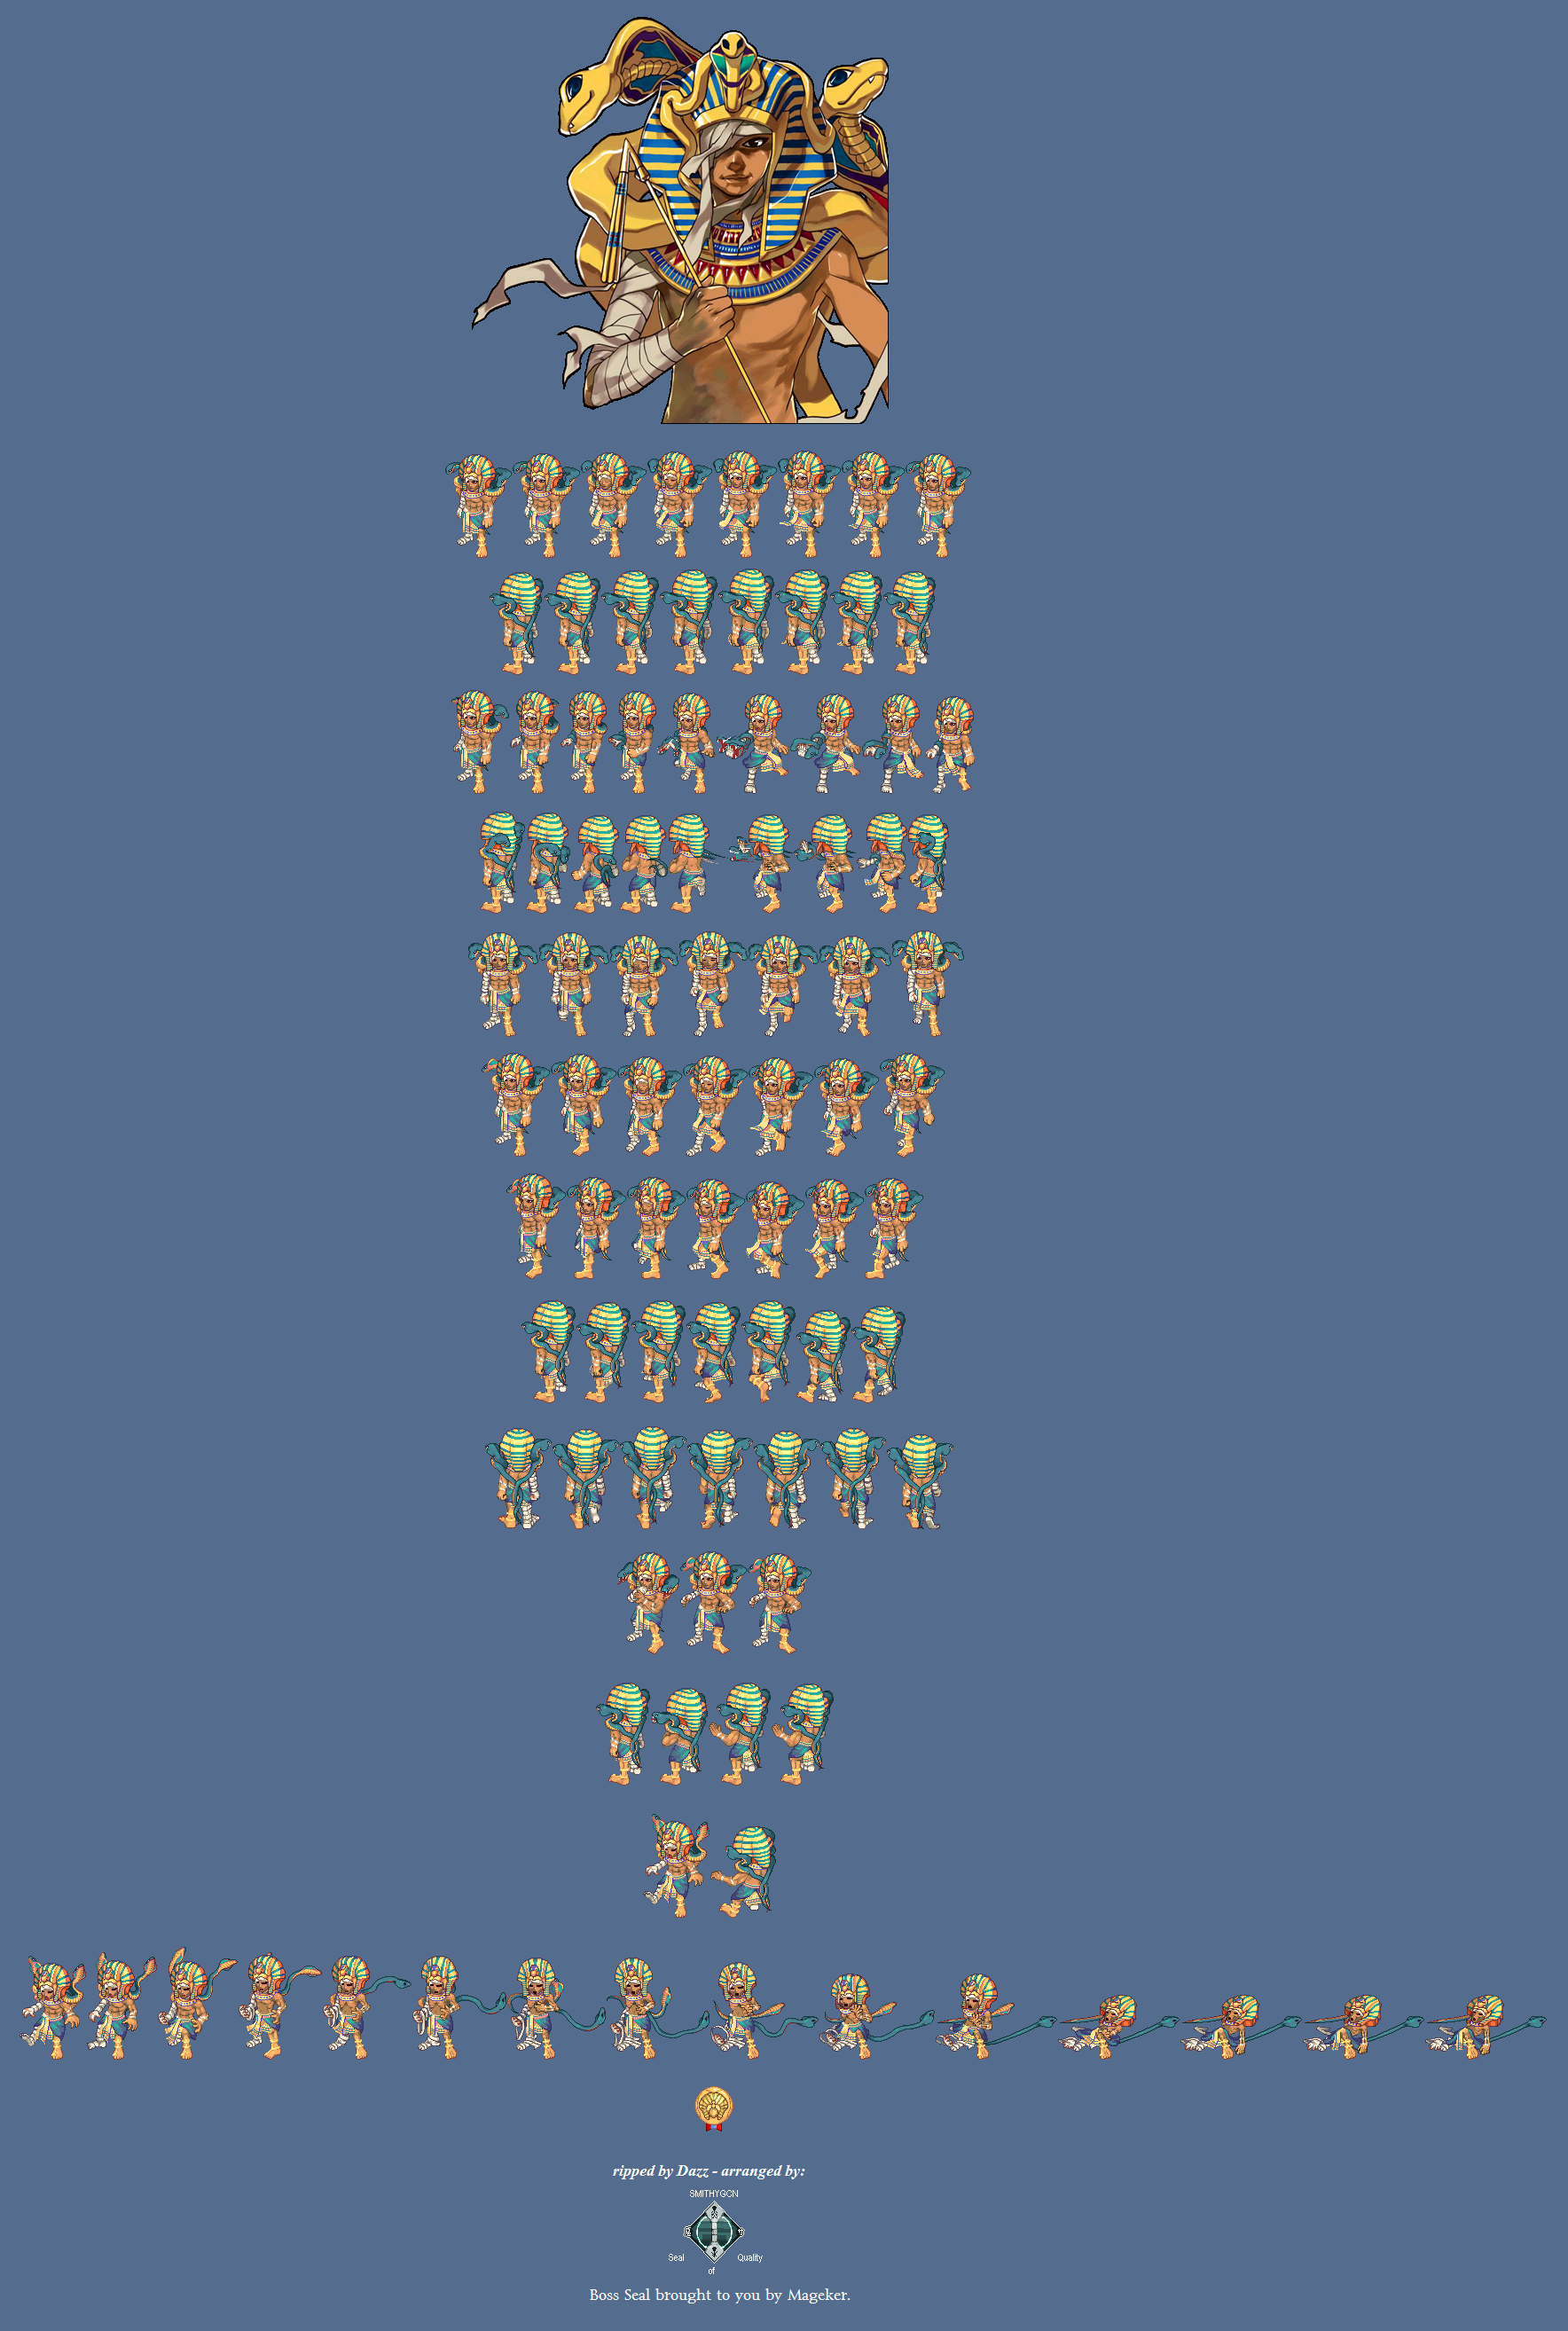 ripped by Dazz - arranged by:
SMITHYGCN
Seal Quality
of
Boss Seal brought to you by Mageker.